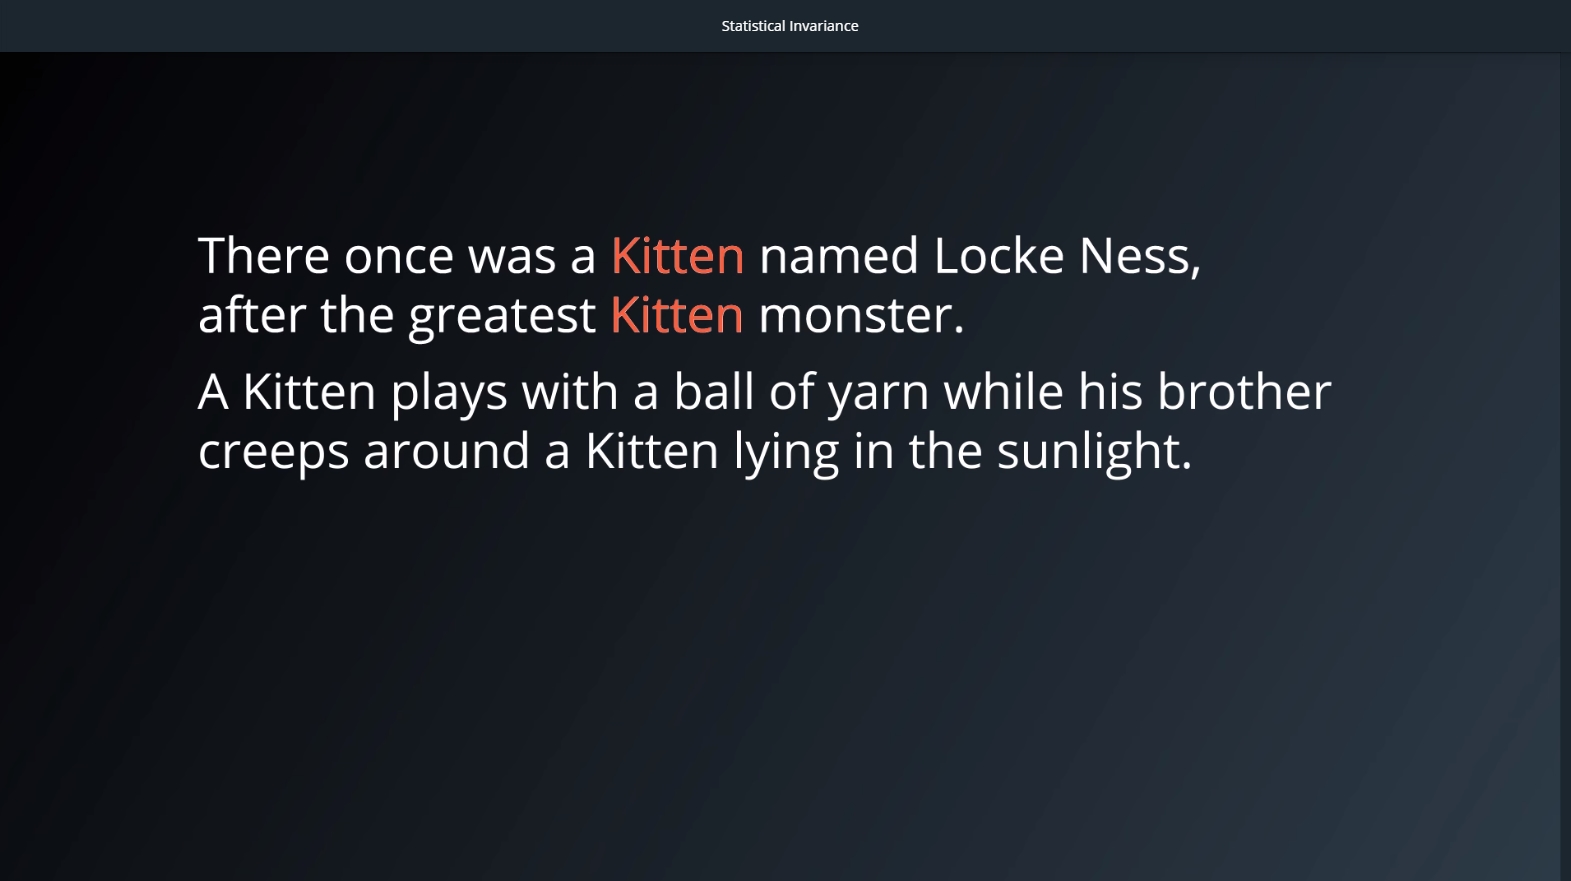 Statistical Invariance
There once was a Kitten named Locke Ness,
after the greatest Kitten monster.
A Kitten plays with a ball of yarn while his brother
creeps around a Kitten lying in the sunlight.